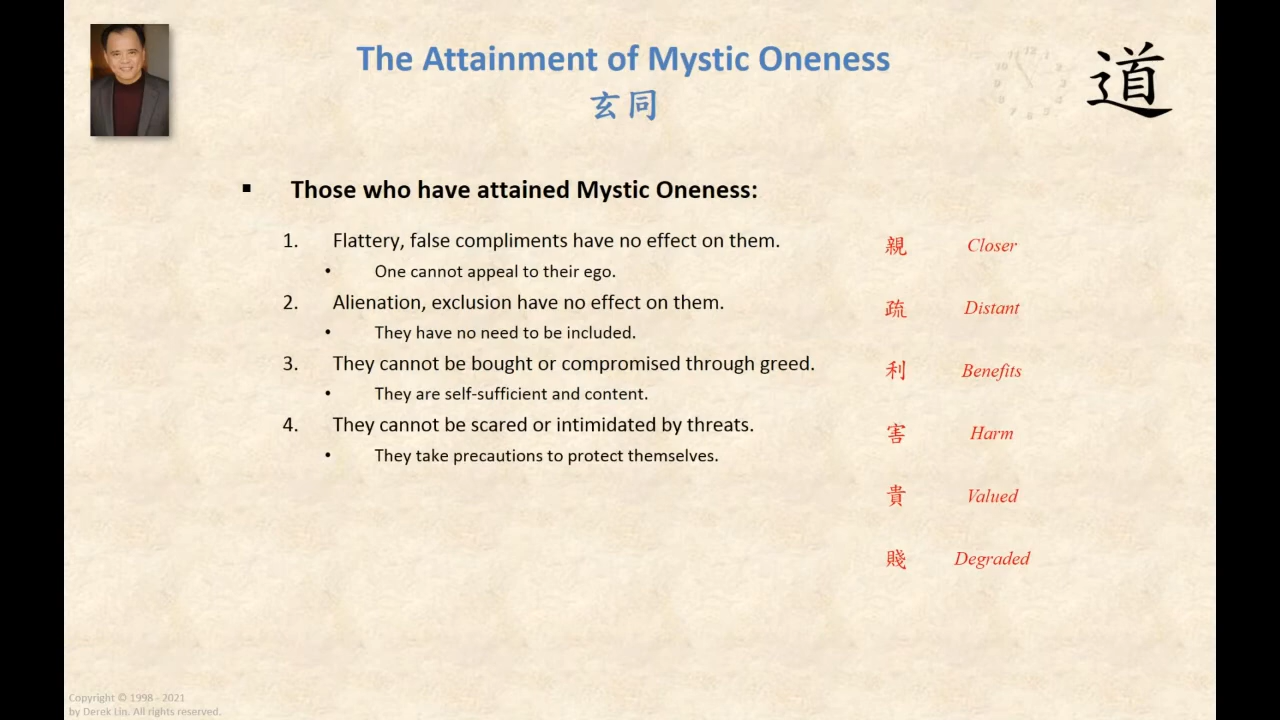 The Attainment of Mystic Oneness
玄同
道
▪ Those who have attained Mystic Oneness:
1. Flattery, false compliments have no effect on them.
• One cannot appeal to their ego.
2. Alienation, exclusion have no effect on them.
• They have no need to be included.
3. They cannot be bought or compromised through greed.
• They are self-sufficient and content.
4. They cannot be scared or intimidated by threats.
• They take precautions to protect themselves.
親 Closer
疏 Distant
利 Benefits
害 Harm
貴 Valued
賤 Degraded
Copyright © 1998 - 2021
by Derek Lin. All rights reserved.